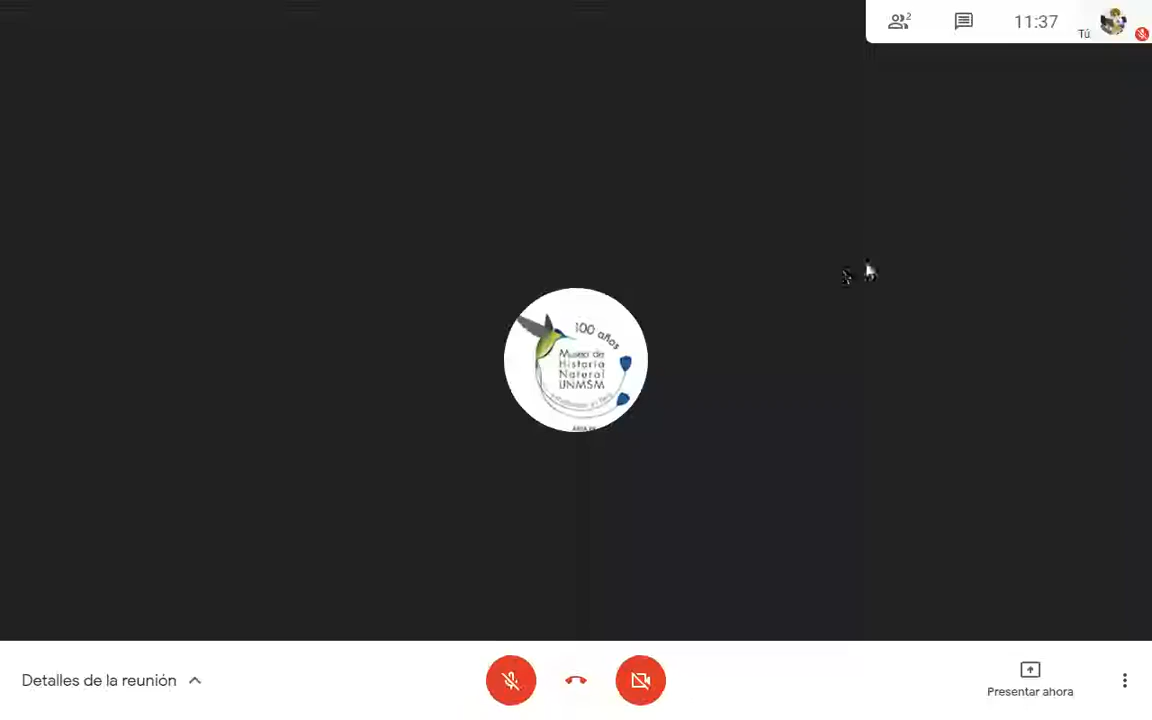 2
11:37
Tú
100 años
Museo de
Historia
Natural
UNMSM
Detalles de la reunión
Presentar ahora